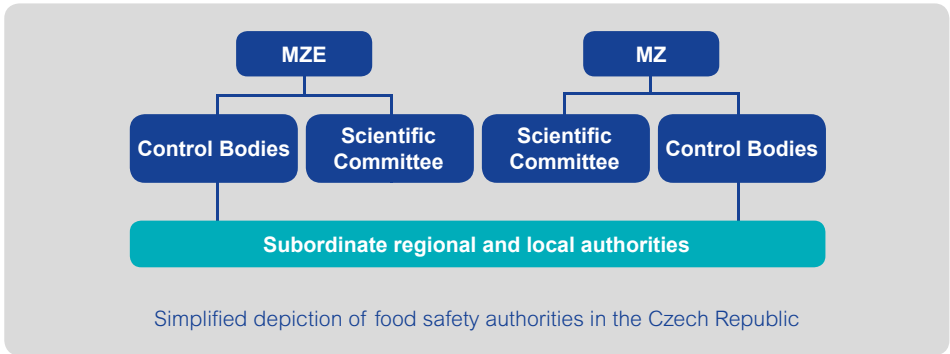 MZE
MZ
Control Bodies
Scientific
Committee
Scientific
Committee
Control Bodies
Subordinate regional and local authorities
Simplified depiction of food safety authorities in the Czech Republic